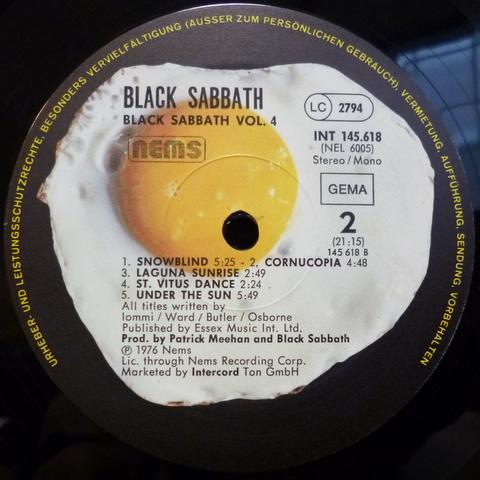 URHEBER- UND LEISTUNGSSCHUTZRECHTE, BESONDERS VERVIELFÄLTIGUNG (AUSSER ZUM PERSÖNLICHEN GEBRAUCH), VERMIETUNG, AUFFÜHRUNG, SENDUNG, VORBEHALTEN
BLACK SABBATH
BLACK SABBATH VOL. 4
nems
LC 2794
INT 145.618
(NEL 6005)
Stereo/Mono
GEMA
2
(21:15)
145 618 B
1. SNOWBLIND 5:25 - 2, CORNUCOPIA 4:48
3. LAGUNA SUNRISE 2:49
4. ST. VITUS DANCE 2:24
5. UNDER THE SUN 5:49
All titles written by
Iommi/Ward/Butler/Osborne
Published by Essex Music Int. Ltd.
Prod. by Patrick Meehan and Black Sabbath
Ⓟ 1976 Nems
Lic. through Nems Recording Corp.
Marketed by Intercord Ton GmbH